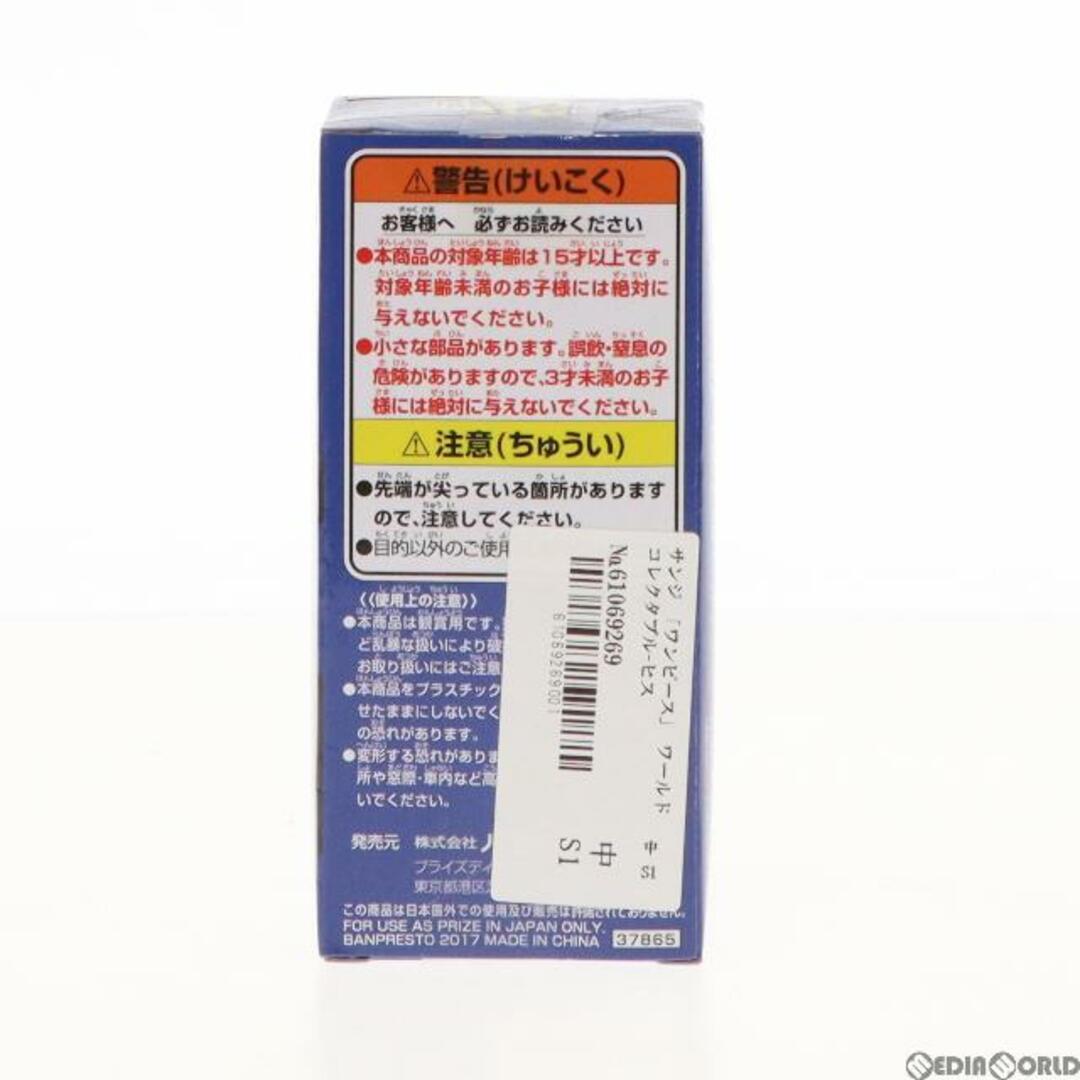 ⚠警告(けいこく)
お客様へ 必ずお読みください
●本商品の対象年齢は15才以上です。
対象年齢未満のお子様には絶対に
与えないでください。
●小さな部品があります。誤飲・窒息の
危険がありますので、3才未満のお子
様には絶対に与えないでください。
⚠注意(ちゅうい)
●先端が尖っている箇所があります
ので、注意してください。
●目的以外のご使用
《使用上の注意》
●本商品は観賞用です。
ど乱暴な扱いにより破
お取り扱いにはご注意
●本商品をプラスチック
せたままにしないでく
の恐れがあります。
●変形する恐れがありま
所や窓際・車内など高
いでください。
発売元 株式会社
プライズディ
東京都港区
この商品は日本国外での使用及び販売は許諾されておりません。
FOR USE AS PRIZE IN JAPAN ONLY.
BANPRESTO 2017 MADE IN CHINA 37865
サンジ 「ワンピース」 ワールド
コレクタブル-ヒス
中 S1
No.61069269
61069269001
中
S1
MEDIAWORLD